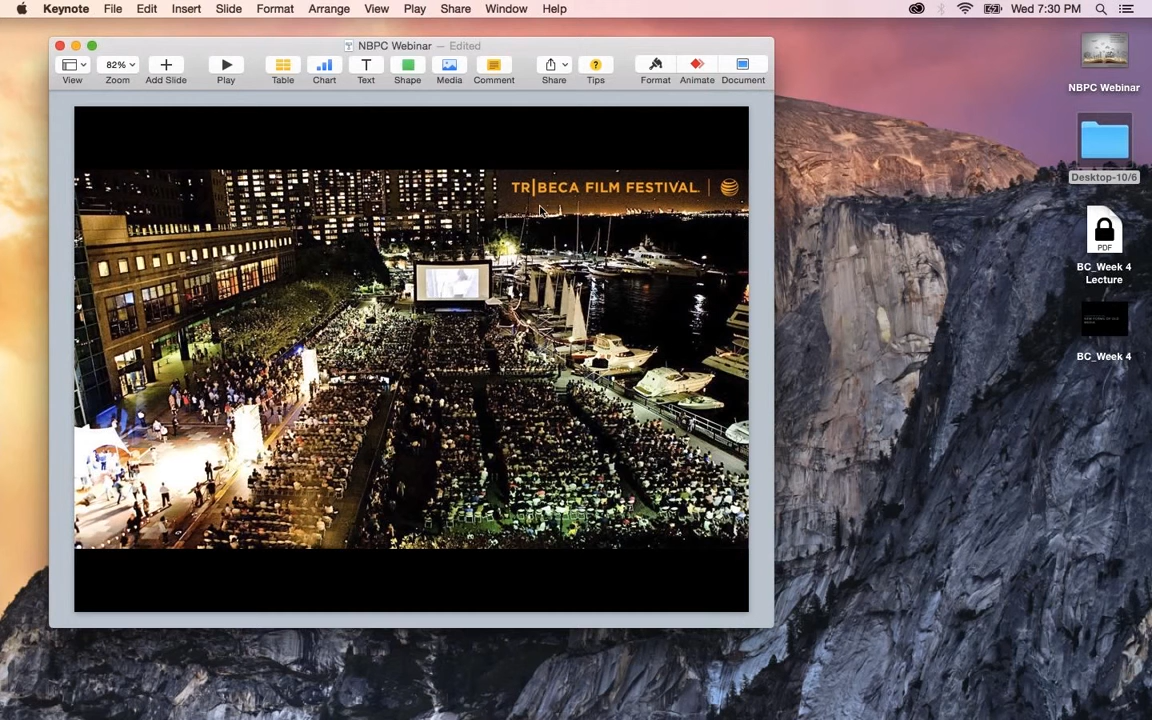 Keynote File Edit Insert Slide Format Arrange View Play Share Window Help Wed 7:30 PM
NBPC Webinar — Edited
82%
View Zoom Add Slide Play Table Chart Text Shape Media Comment Share Tips Format Animate Document
TRIBECA FILM FESTIVAL
NBPC Webinar
Desktop-10/6
PDF
BC_Week 4
Lecture
BC_Week 4